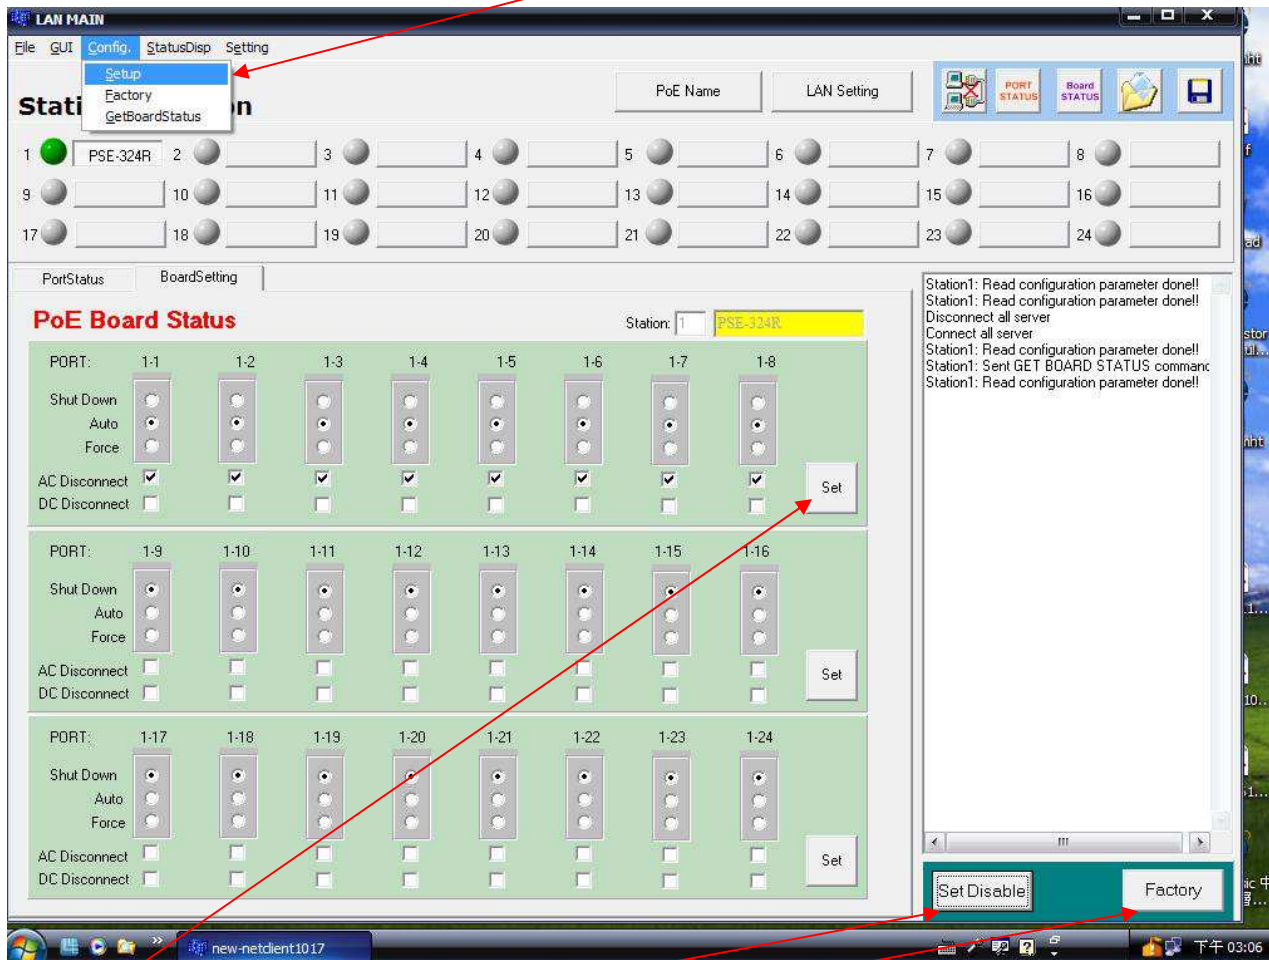 LAN MAIN
File GUI Config. StatusDisp Setting
Setup
Factory
GetBoardStatus
Stati
n
PoE Name
LAN Setting
PORT STATUS
Board STATUS
1 PSE-324R 2 3 4 5 6 7 8
9 10 11 12 13 14 15 16
17 18 19 20 21 22 23 24
PortStatus BoardSetting
PoE Board Status
Station: 1 PSE-324R
PORT: 1-1 1-2 1-3 1-4 1-5 1-6 1-7 1-8
Shut Down
Auto
Force
AC Disconnect
DC Disconnect
Set
PORT: 1-9 1-10 1-11 1-12 1-13 1-14 1-15 1-16
Shut Down
Auto
Force
AC Disconnect
DC Disconnect
Set
PORT: 1-17 1-18 1-19 1-20 1-21 1-22 1-23 1-24
Shut Down
Auto
Force
AC Disconnect
DC Disconnect
Set
Station1: Read configuration parameter done!!
Station1: Read configuration parameter done!!
Disconnect all server
Connect all server
Station1: Read configuration parameter done!!
Station1: Sent GET BOARD STATUS command
Station1: Read configuration parameter done!!
Set Disable
Factory
new-netclient1017
下午 03:06